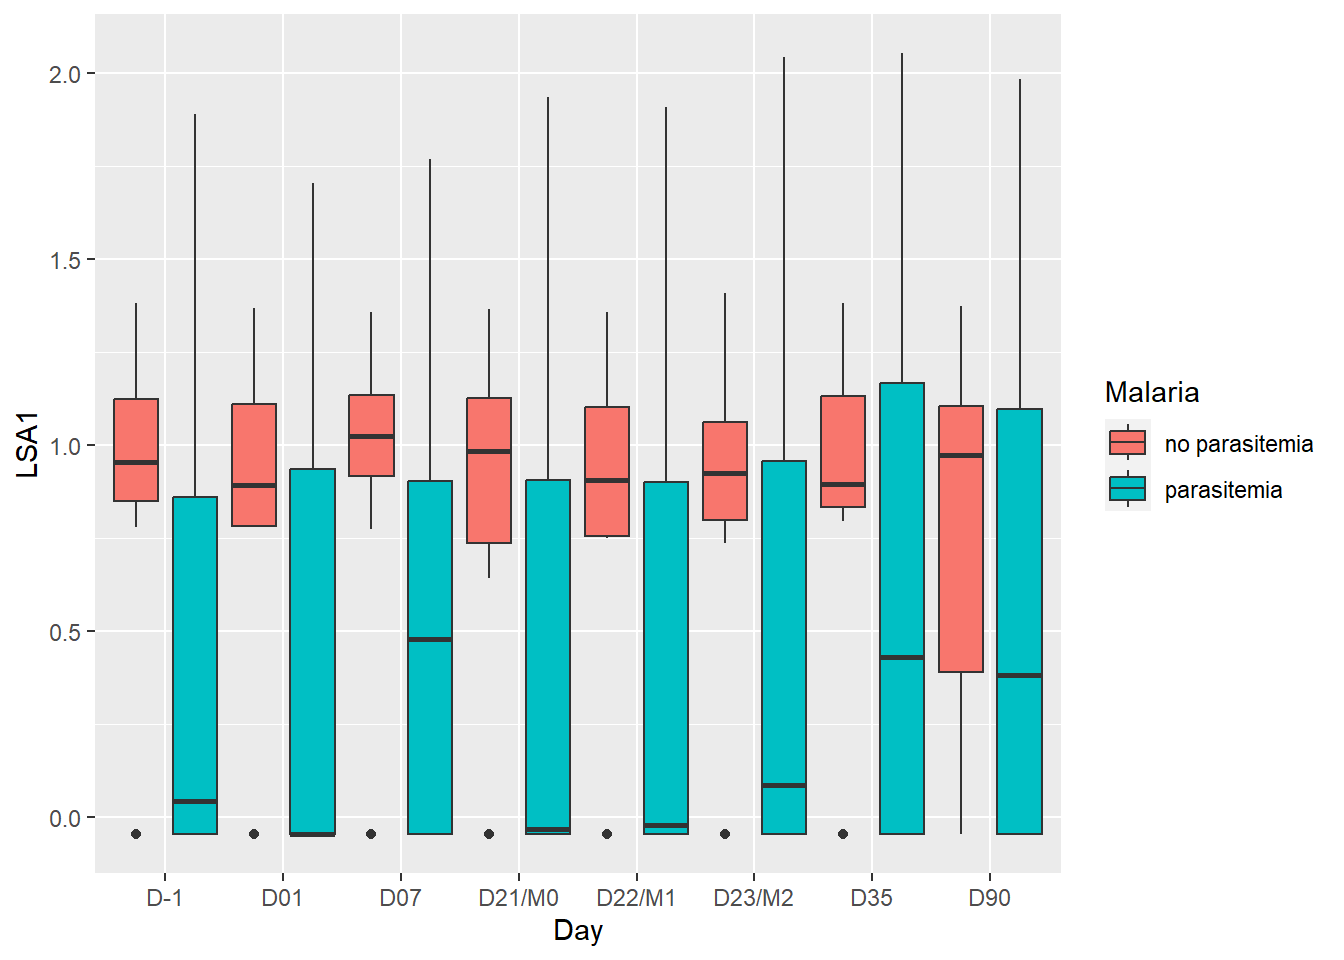 2.0
1.5
1.0
0.5
0.0
LSA1
D-1 D01 D07 D21/M0 D22/M1 D23/M2 D35 D90
Day
Malaria
no parasitemia
parasitemia